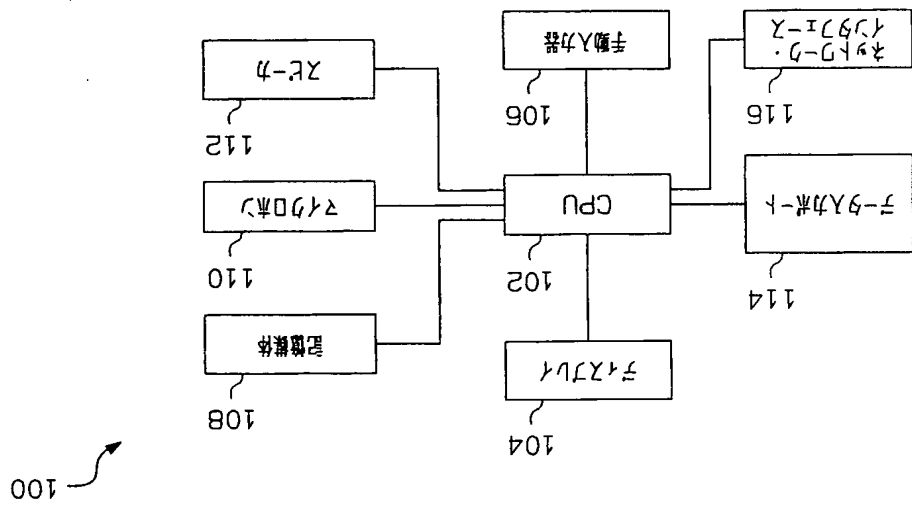 100
104
ディスプレイ
108
記憶媒体
114
データ入力ポート
102
CPU
110
マイクロホン
116
ネットワーク・
インタフェース
106
手動入力器
112
スピーカ